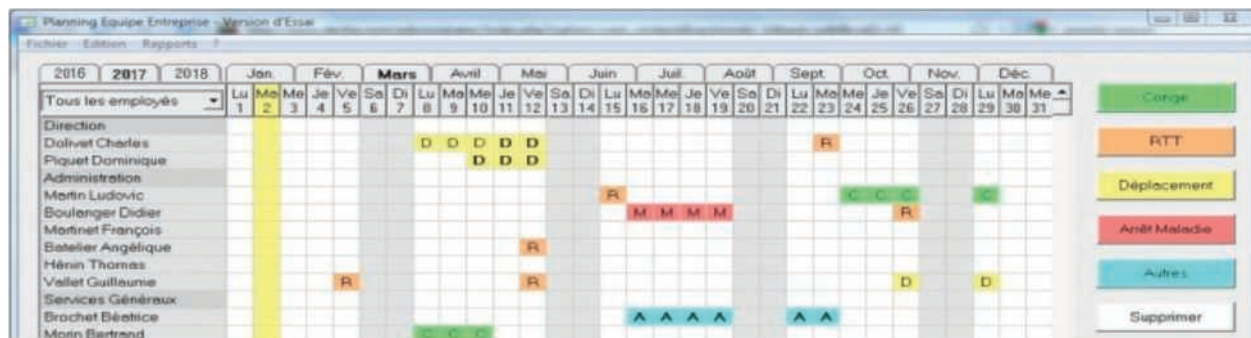 Planning Equipe Entreprise - Version d'Essai
Fichier Edition Rapports ?
2016 2017 2018 Jan. Fév. Mars Avril Mai Juin Juil. Août Sept. Oct. Nov. Déc.
Tous les employés Lu Ma Me Je Ve Sa Di Lu Ma Me Je Ve Sa Di Lu Ma Me Je Ve Sa Di Lu Ma Me Je Ve Sa Di Lu Ma Me
1 2 3 4 5 6 7 8 9 10 11 12 13 14 15 16 17 18 19 20 21 22 23 24 25 26 27 28 29 30 31
Congé
Direction
Dolivet Charles D D D D D R
RTT
Piquet Dominique D D D
Administration
Martin Ludovic R C C C C
Déplacement
Boulanger Didier M M M M R
Martinet François
Arrêt Maladie
Batelier Angélique R
Hénin Thomas
Vallet Guillaume R R D D
Autres
Services Généraux
Brochet Béatrice A A A A A A
Supprimer
Morin Bertrand C C C